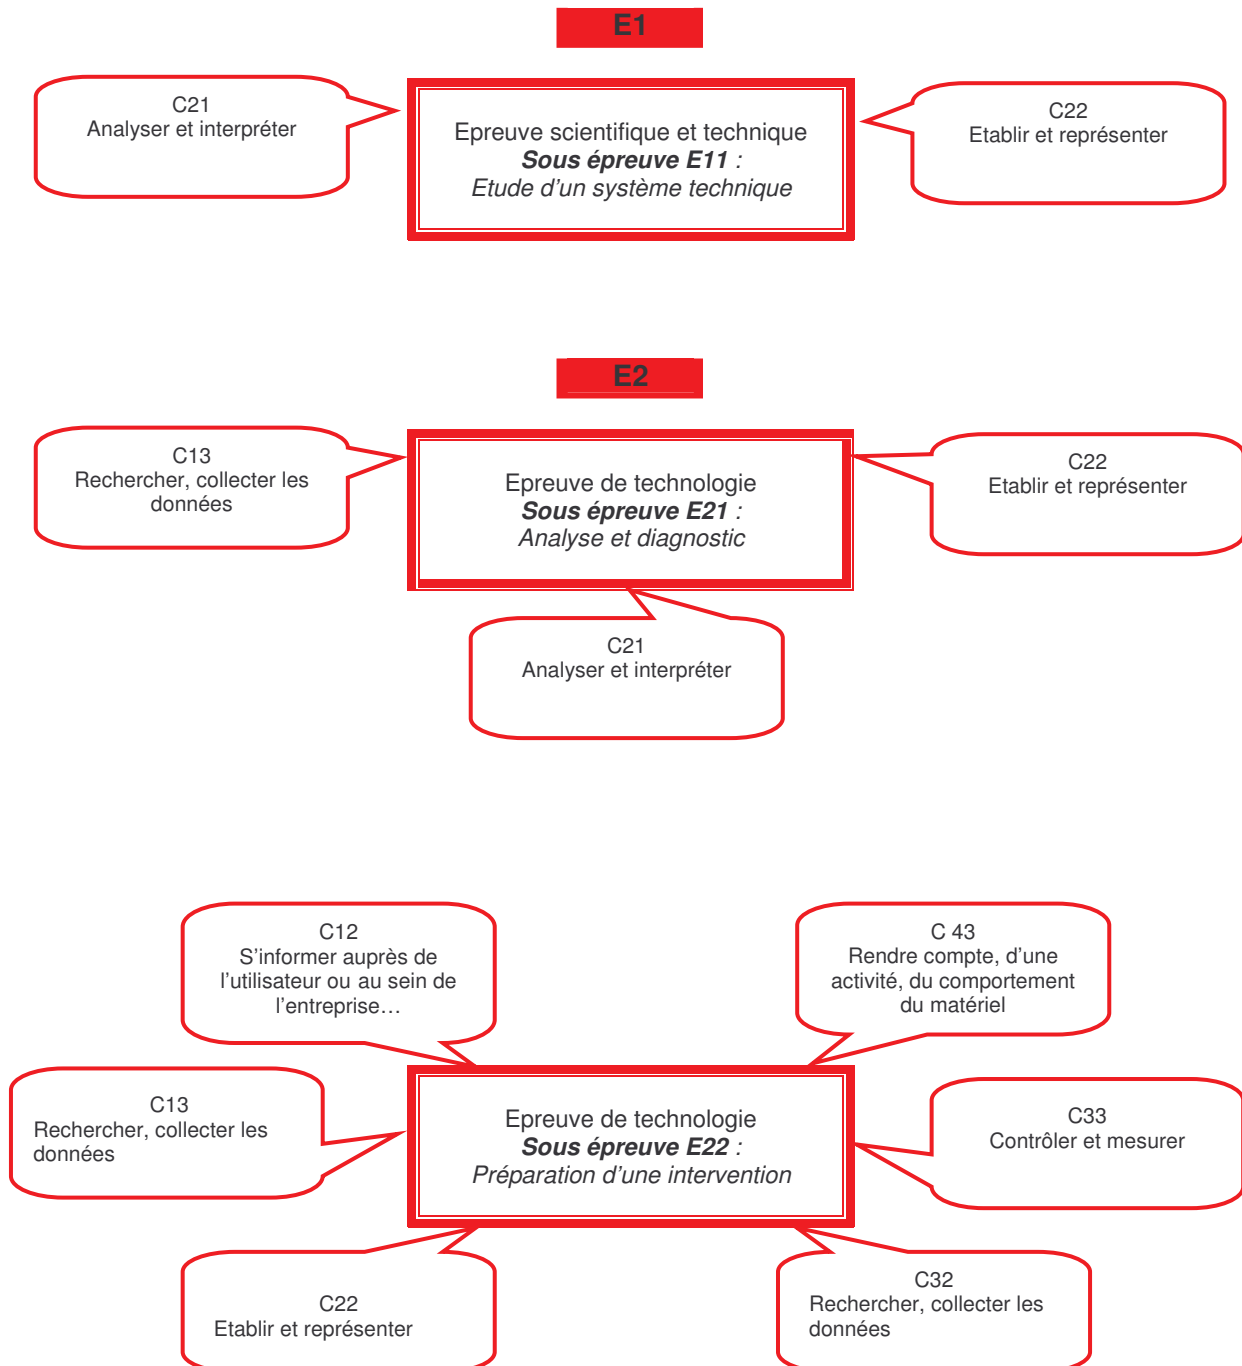 E1
C21
Analyser et interpréter
Epreuve scientifique et technique
Sous épreuve E11 :
Etude d'un système technique
C22
Etablir et représenter
E2
C13
Rechercher, collecter les
données
Epreuve de technologie
Sous épreuve E21 :
Analyse et diagnostic
C22
Etablir et représenter
C21
Analyser et interpréter
C12
S'informer auprès de
l'utilisateur ou au sein de
l'entreprise…
C 43
Rendre compte, d'une
activité, du comportement
du matériel
C13
Rechercher, collecter les
données
Epreuve de technologie
Sous épreuve E22 :
Préparation d'une intervention
C33
Contrôler et mesurer
C22
Etablir et représenter
C32
Rechercher, collecter les
données